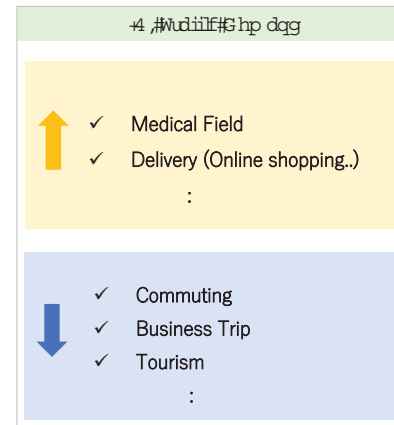 +4,#Wudiilf#Ghp dqg
✓ Medical Field
✓ Delivery (Online shopping..)
:
✓ Commuting
✓ Business Trip
✓ Tourism
: